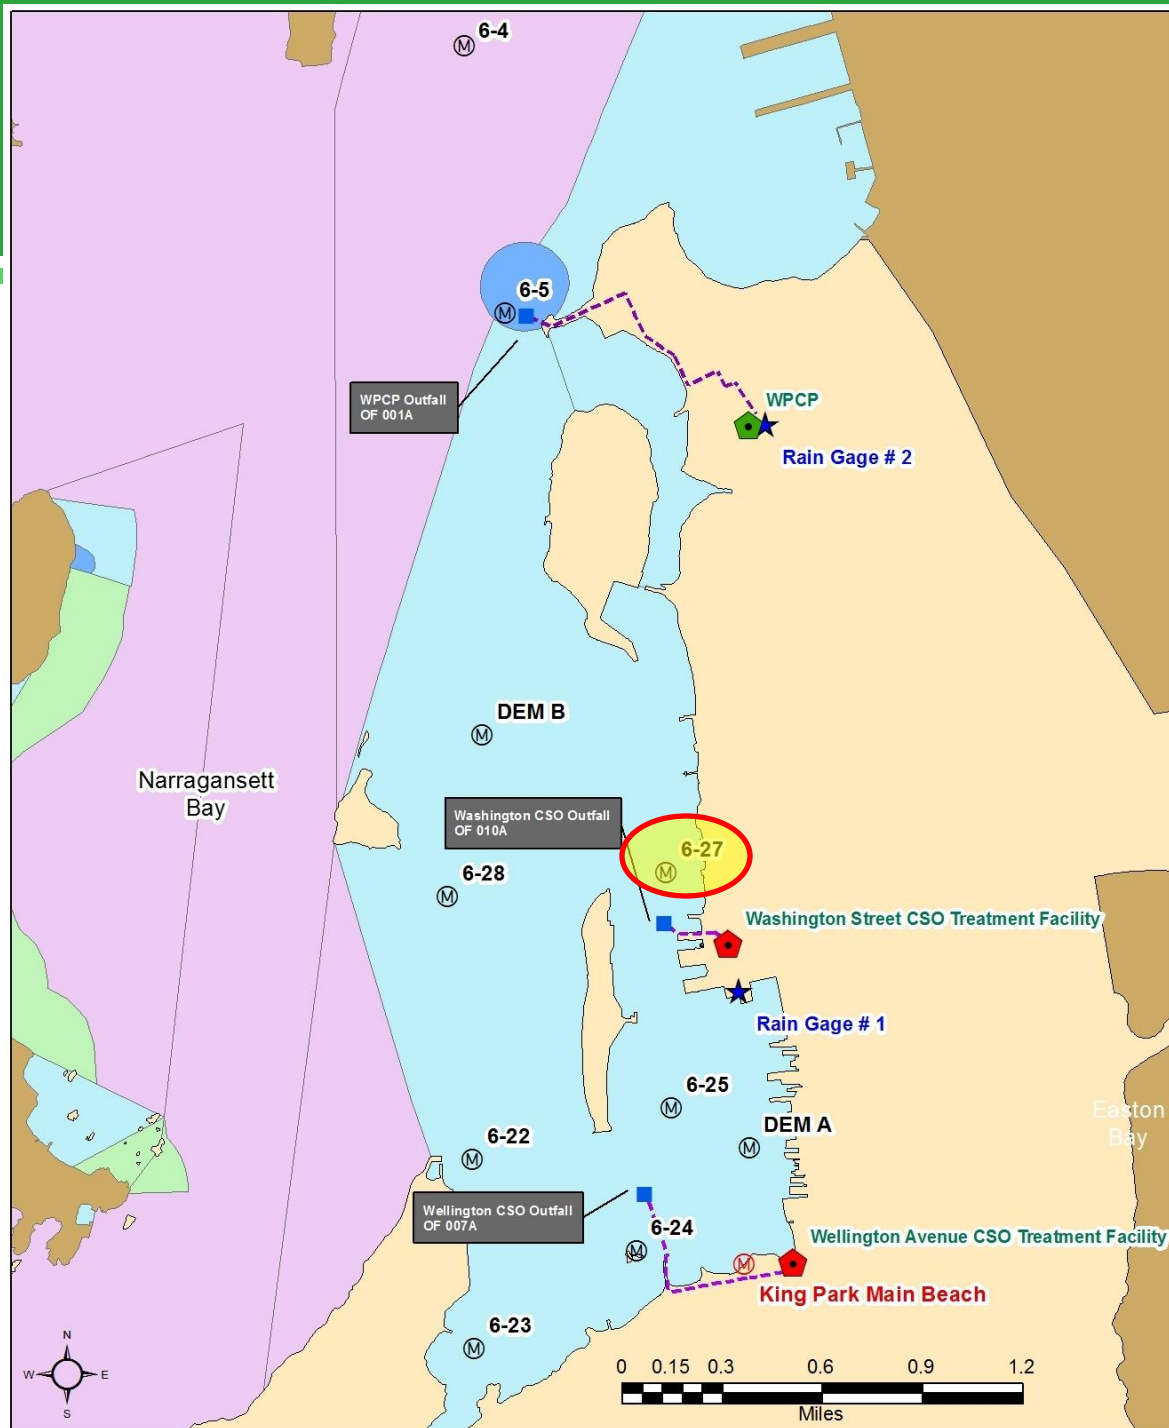 6-4
6-5
WPCP Outfall
OF 001A
WPCP
Rain Gage # 2
DEM B
Narragansett
Bay
Washington CSO Outfall
OF 010A
6-27
6-28
Washington Street CSO Treatment Facility
Rain Gage # 1
6-25
DEM A
Easton
Bay
6-22
Wellington CSO Outfall
OF 007A
6-24
Wellington Avenue CSO Treatment Facility
King Park Main Beach
6-23
N
W E
S
0 0.15 0.3 0.6 0.9 1.2
Miles
M
M
M
M
M
M
M
M
M
M
M